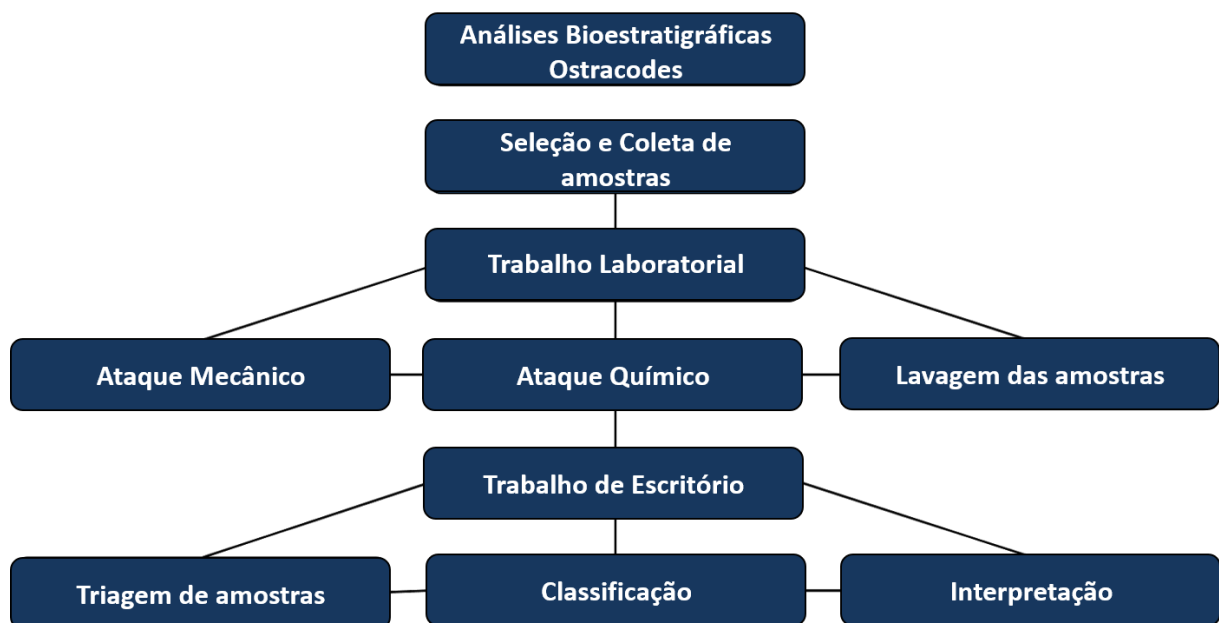 Análises Bioestratigráficas
Ostracodes
Seleção e Coleta de
amostras
Trabalho Laboratorial
Ataque Mecânico
Ataque Químico
Lavagem das amostras
Trabalho de Escritório
Triagem de amostras
Classificação
Interpretação